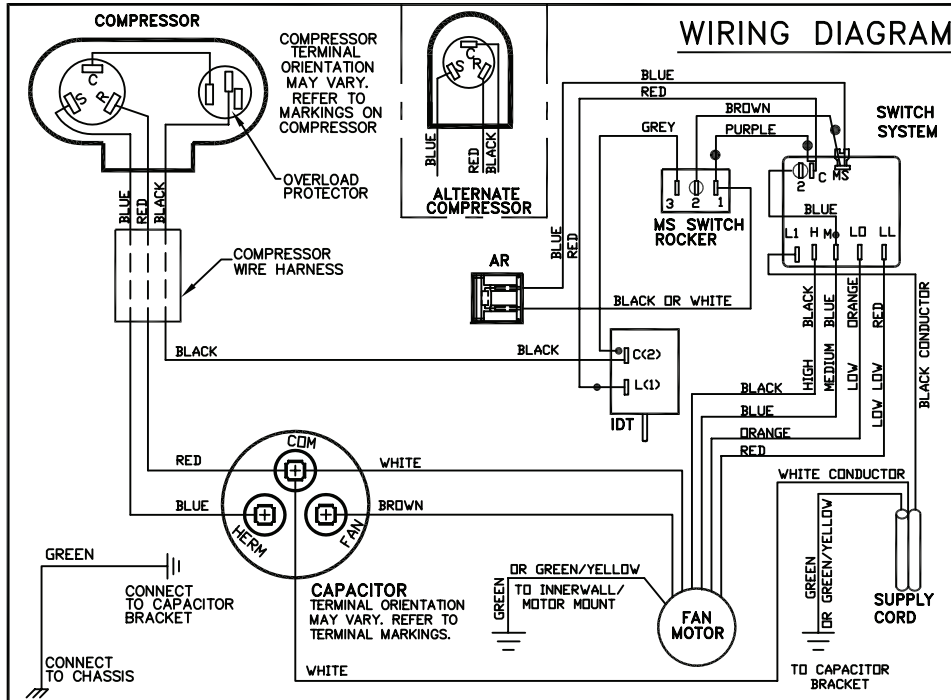 WIRING DIAGRAM
COMPRESSOR
C
S
R
COMPRESSOR
TERMINAL
ORIENTATION
MAY VARY.
REFER TO
MARKINGS ON
COMPRESSOR
OVERLOAD
PROTECTOR
BLUE
RED
BLACK
COMPRESSOR
WIRE HARNESS
C
S
R
BLUE
RED
BLACK
ALTERNATE
COMPRESSOR
BLUE
RED
BROWN
GREY
PURPLE
SWITCH
SYSTEM
2
C
MS
BLUE
L1
H
M
LO
LL
3
2
1
MS SWITCH
ROCKER
BLUE
RED
AR
BLACK OR WHITE
BLACK
BLACK
C(2)
L(1)
IDT
BLACK
HIGH
BLUE
MEDIUM
ORANGE
LOW
RED
LOW LOW
BLACK CONDUCTOR
BLACK
BLUE
ORANGE
RED
WHITE CONDUCTOR
RED
COM
WHITE
BLUE
HERM
FAN
BROWN
CAPACITOR
TERMINAL ORIENTATION
MAY VARY. REFER TO
TERMINAL MARKINGS.
GREEN
CONNECT
TO CAPACITOR
BRACKET
CONNECT
TO CHASSIS
WHITE
OR GREEN/YELLOW
GREEN
TO INNERWALL/
MOTOR MOUNT
FAN
MOTOR
GREEN
OR GREEN/YELLOW
SUPPLY
CORD
TO CAPACITOR
BRACKET